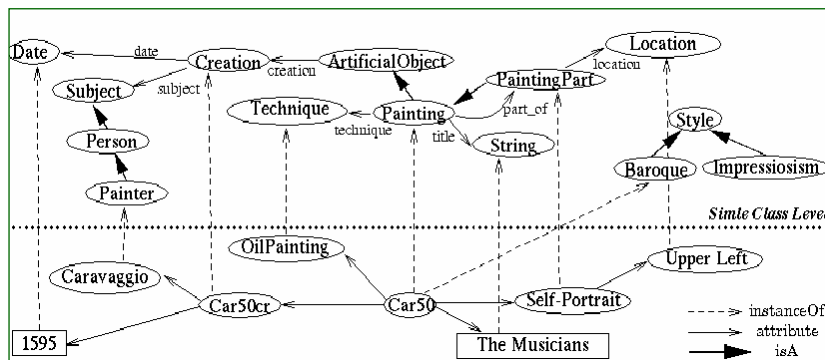 Date
date
Creation
creation
ArtificialObject
Location
location
PaintingPart
subject
Subject
Technique
technique
Painting
part_of
title
String
Style
Person
Baroque
Impressiosism
Painter
Simle Class Level
OilPainting
Upper Left
Caravaggio
Car50cr
Car50
Self-Portrait
1595
The Musicians
instanceOf
attribute
isA